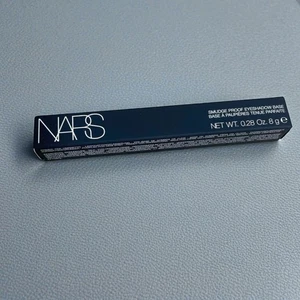 NARS
SMUDGE PROOF EYESHADOW BASE
BASE À PAUPIÈRES TENUE PARFAITE
NET WT. 0.28 Oz. 8 g ℮